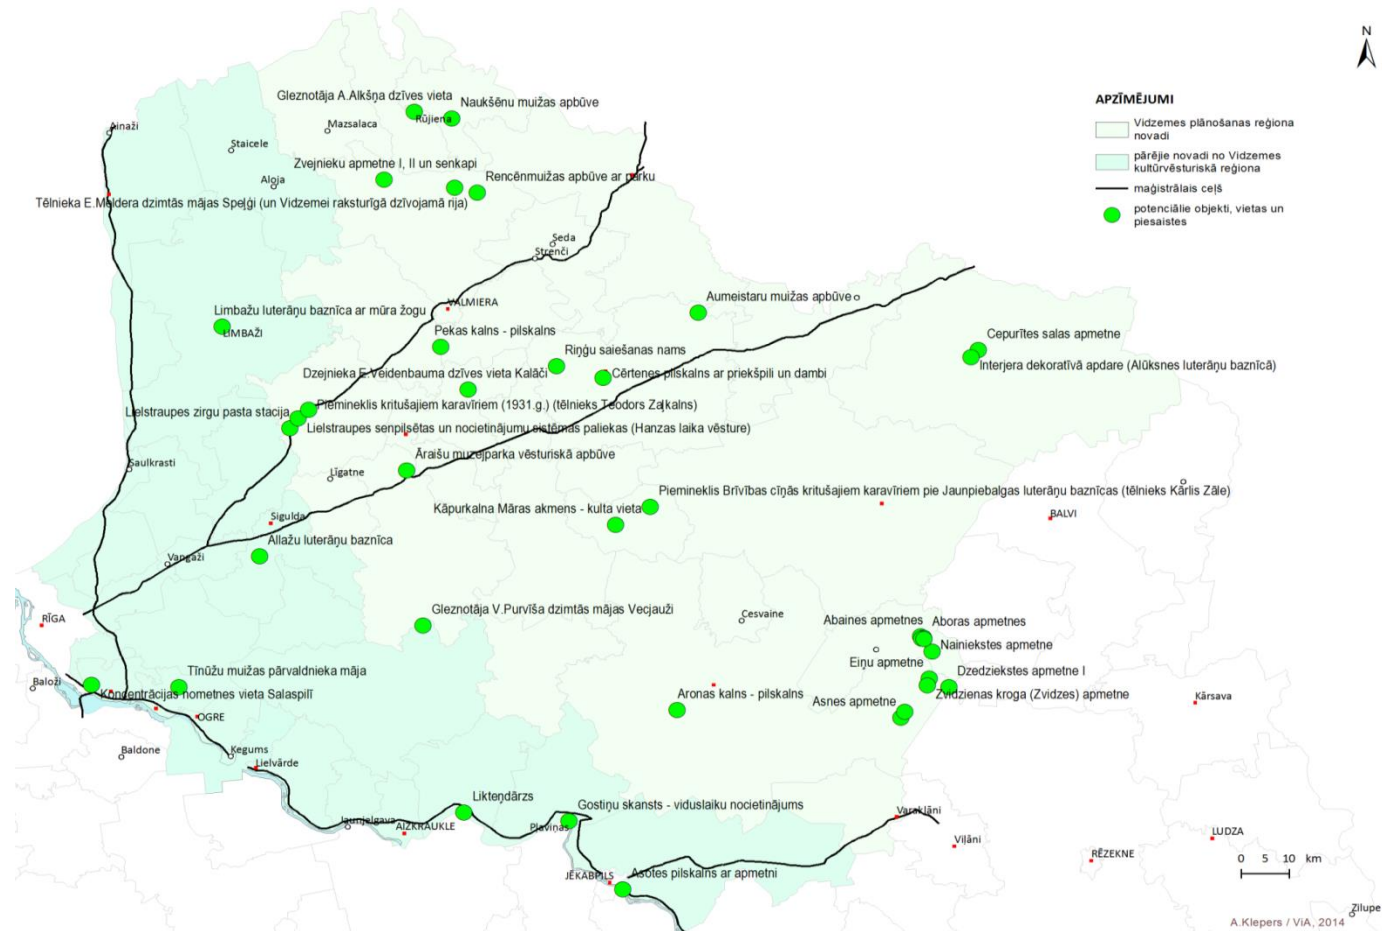 N
APZĪMĒJUMI
Vidzemes plānošanas reģiona
novadi
pārējie novadi no Vidzemes
kultūrvēsturiskā reģiona
maģistrālais ceļš
potenciālie objekti, vietas un
piesaistes
Gleznotāja A.Alkšņa dzīves vieta
Naukšēnu muižas apbūve
Rūjiena
Mazsalaca
Ainaži
Staicele
Zvejnieku apmetne I, II un senkapi
Aloja
Rencēnmuižas apbūve ar parku
Tēlnieka E.Meldera dzimtās mājas Speļģi (un Vidzemei raksturīgā dzīvojamā rija)
Seda
Strenči
Aumeistaru muižas apbūve
VALMIERA
Limbažu luterāņu baznīca ar mūra žogu
LIMBAŽI
Pekas kalns - pilskalns
Cepurītes salas apmetne
Riņģu saiešanas nams
Interjera dekoratīvā apdare (Alūksnes luterāņu baznīcā)
Dzejnieka E.Veidenbauma dzīves vieta Kalāči
Cērtenes pilskalns ar priekšpili un dambi
Piemineklis kritušajiem karavīriem (1931.g.) (tēlnieks Teodors Zaļkalns)
Lielstraupes zirgu pasta stacija
Lielstraupes senpilsētas un nocietinājumu sistēmas paliekas (Hanzas laika vēsture)
Āraišu muzejparka vēsturiskā apbūve
Saulkrasti
Līgatne
Piemineklis Brīvības cīņās kritušajiem karavīriem pie Jaunpiebalgas luterāņu baznīcas (tēlnieks Kārlis Zāle)
Kāpurkalna Māras akmens - kulta vieta
BALVI
Sigulda
Allažu luterāņu baznīca
Vangaži
Gleznotāja V.Purvīša dzimtās mājas Vecjauži
Cesvaine
RĪGA
Abaines apmetnes
Aboras apmetnes
Nainiekstes apmetne
Eiņu apmetne
Tīnūžu muižas pārvaldnieka māja
Dzedziekstes apmetne I
Baloži
Koncentrācijas nometnes vieta Salaspilī
Aronas kalns - pilskalns
Zvidzienas kroga (Zvidzes) apmetne
Asnes apmetne
Kārsava
OGRE
Baldone
Ķegums
Lielvārde
Likteņdārzs
Gostiņu skansts - viduslaiku nocietinājums
Varakļāni
Jaunjelgava
AIZKRAUKLE
Pļaviņas
Viļāni
LUDZA
RĒZEKNE
0 5 10 km
JĒKABPILS
Asotes pilskalns ar apmetni
Zilupe
A.Klepers / ViA, 2014